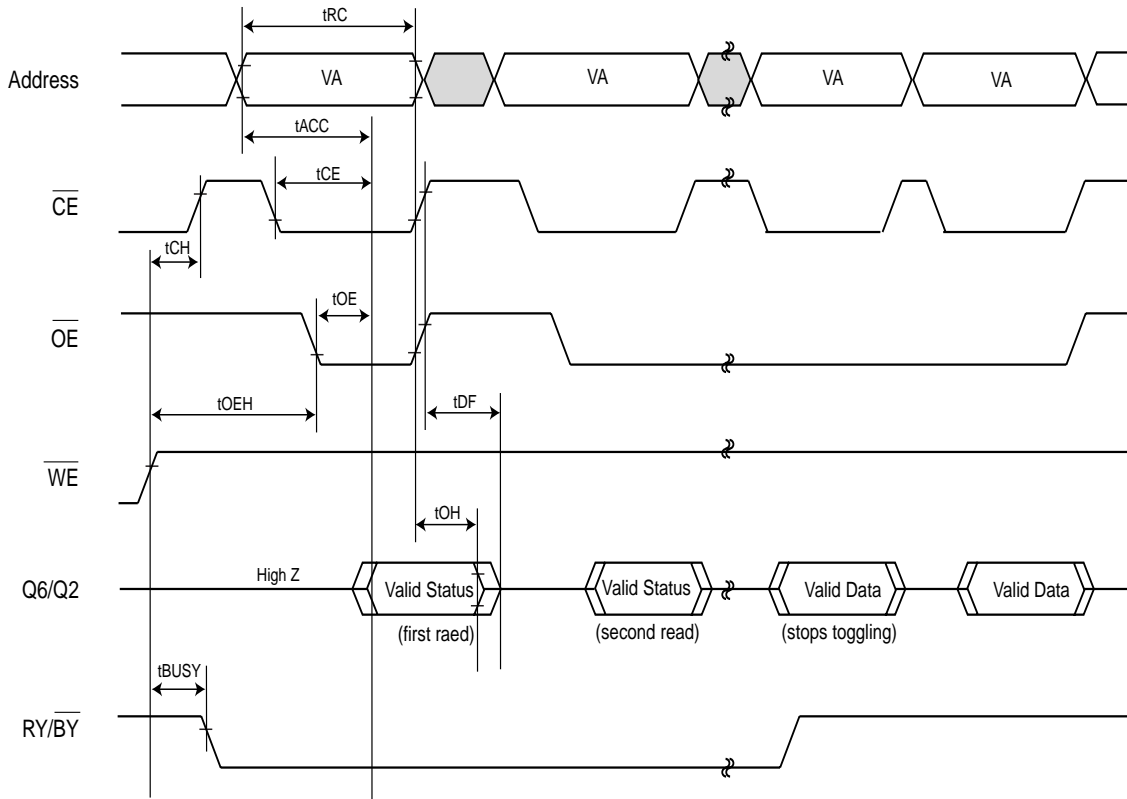 tRC
Address
VA
VA
VA
VA
tACC
tCE
CE
tCH
tOE
OE
tOEH
tDF
WE
tOH
Q6/Q2
High Z
Valid Status
Valid Status
Valid Data
Valid Data
(first raed)
(second read)
(stops toggling)
tBUSY
RY/BY